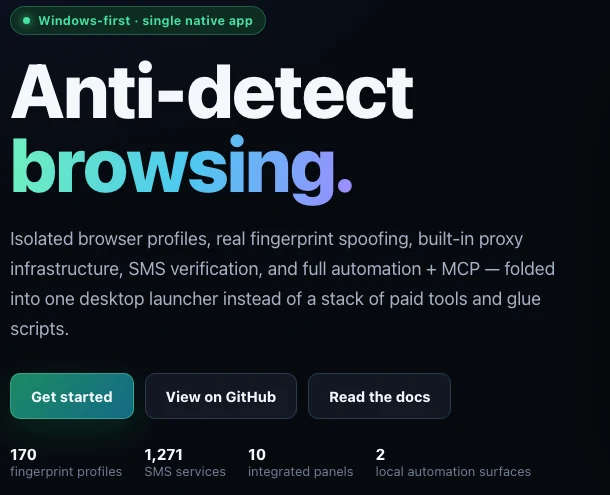 Windows-first · single native app
Anti-detect
browsing.
Isolated browser profiles, real fingerprint spoofing, built-in proxy
infrastructure, SMS verification, and full automation + MCP — folded
into one desktop launcher instead of a stack of paid tools and glue
scripts.
Get started View on GitHub Read the docs
170 1,271 10 2
fingerprint profiles SMS services integrated panels local automation surfaces